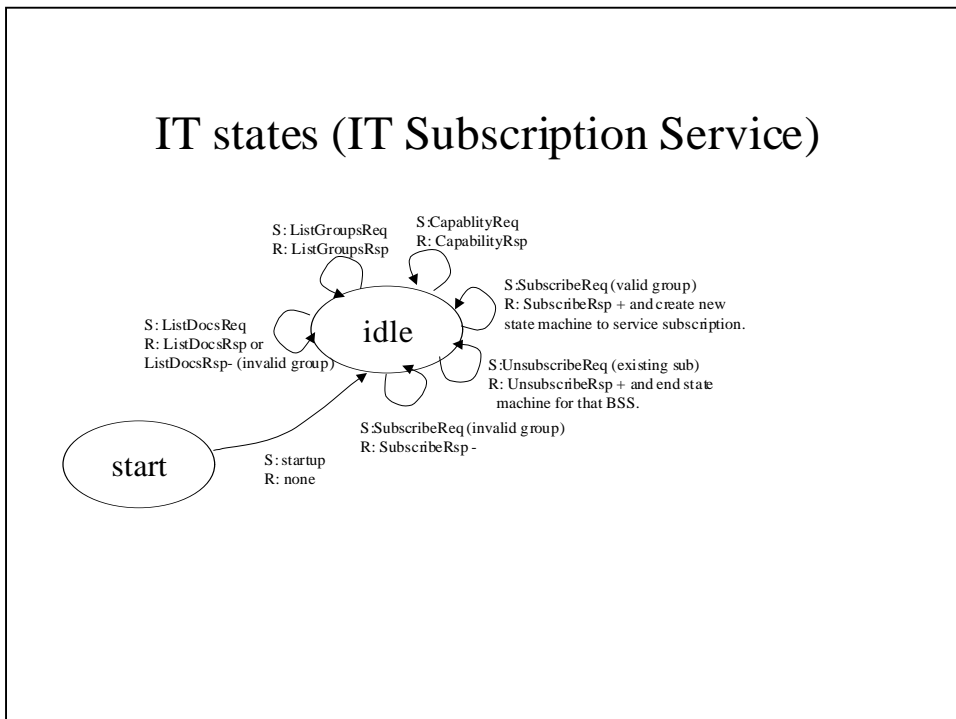 IT states (IT Subscription Service)
S: ListGroupsReq
R: ListGroupsRsp
S:CapablityReq
R: CapabilityRsp
S:SubscribeReq (valid group)
R: SubscribeRsp + and create new
state machine to service subscription.
S: ListDocsReq
R: ListDocsRsp or
ListDocsRsp- (invalid group)
idle
S:UnsubscribeReq (existing sub)
R: UnsubscribeRsp + and end state
machine for that BSS.
S:SubscribeReq (invalid group)
R: SubscribeRsp -
start
S: startup
R: none